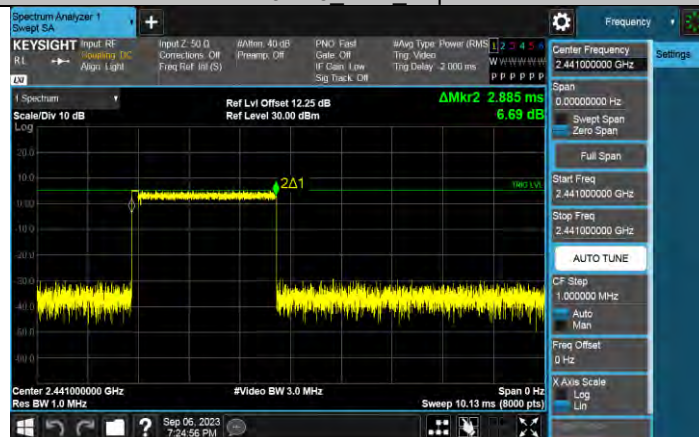 Spectrum Analyzer 1
Swept SA
+
Frequency
KEYSIGHT
RL
LXI
Input: RF
Coupling: DC
Align: Light
Input Z: 50 Ω
Corrections: Off
Freq Ref: Int (S)
#Atten: 40 dB
Preamp: Off
PNO: Fast
Gate: Off
IF Gain: Low
Sig Track: Off
#Avg Type: Power (RMS
Trig: Video
Trig Delay: -2.000 ms
1 2 3 4 5 6
W W W W W W
P P P P P P
1 Spectrum
Scale/Div 10 dB
Log
Ref Lvl Offset 12.25 dB
Ref Level 30.00 dBm
ΔMkr2 2.885 ms
6.69 dB
20.0
10.0
0.00
-10.0
-20.0
-30.0
-40.0
-50.0
-60.0
2Δ1
TRIG LVL
Center 2.441000000 GHz
Res BW 1.0 MHz
#Video BW 3.0 MHz
Span 0 Hz
Sweep 10.13 ms (8000 pts)
Center Frequency
2.441000000 GHz
Settings
Span
0.00000000 Hz
Swept Span
Zero Span
Full Span
Start Freq
2.441000000 GHz
Stop Freq
2.441000000 GHz
AUTO TUNE
CF Step
1.000000 MHz
Auto
Man
Freq Offset
0 Hz
X Axis Scale
Log
Lin
?
Sep 06, 2023
7:24:56 PM